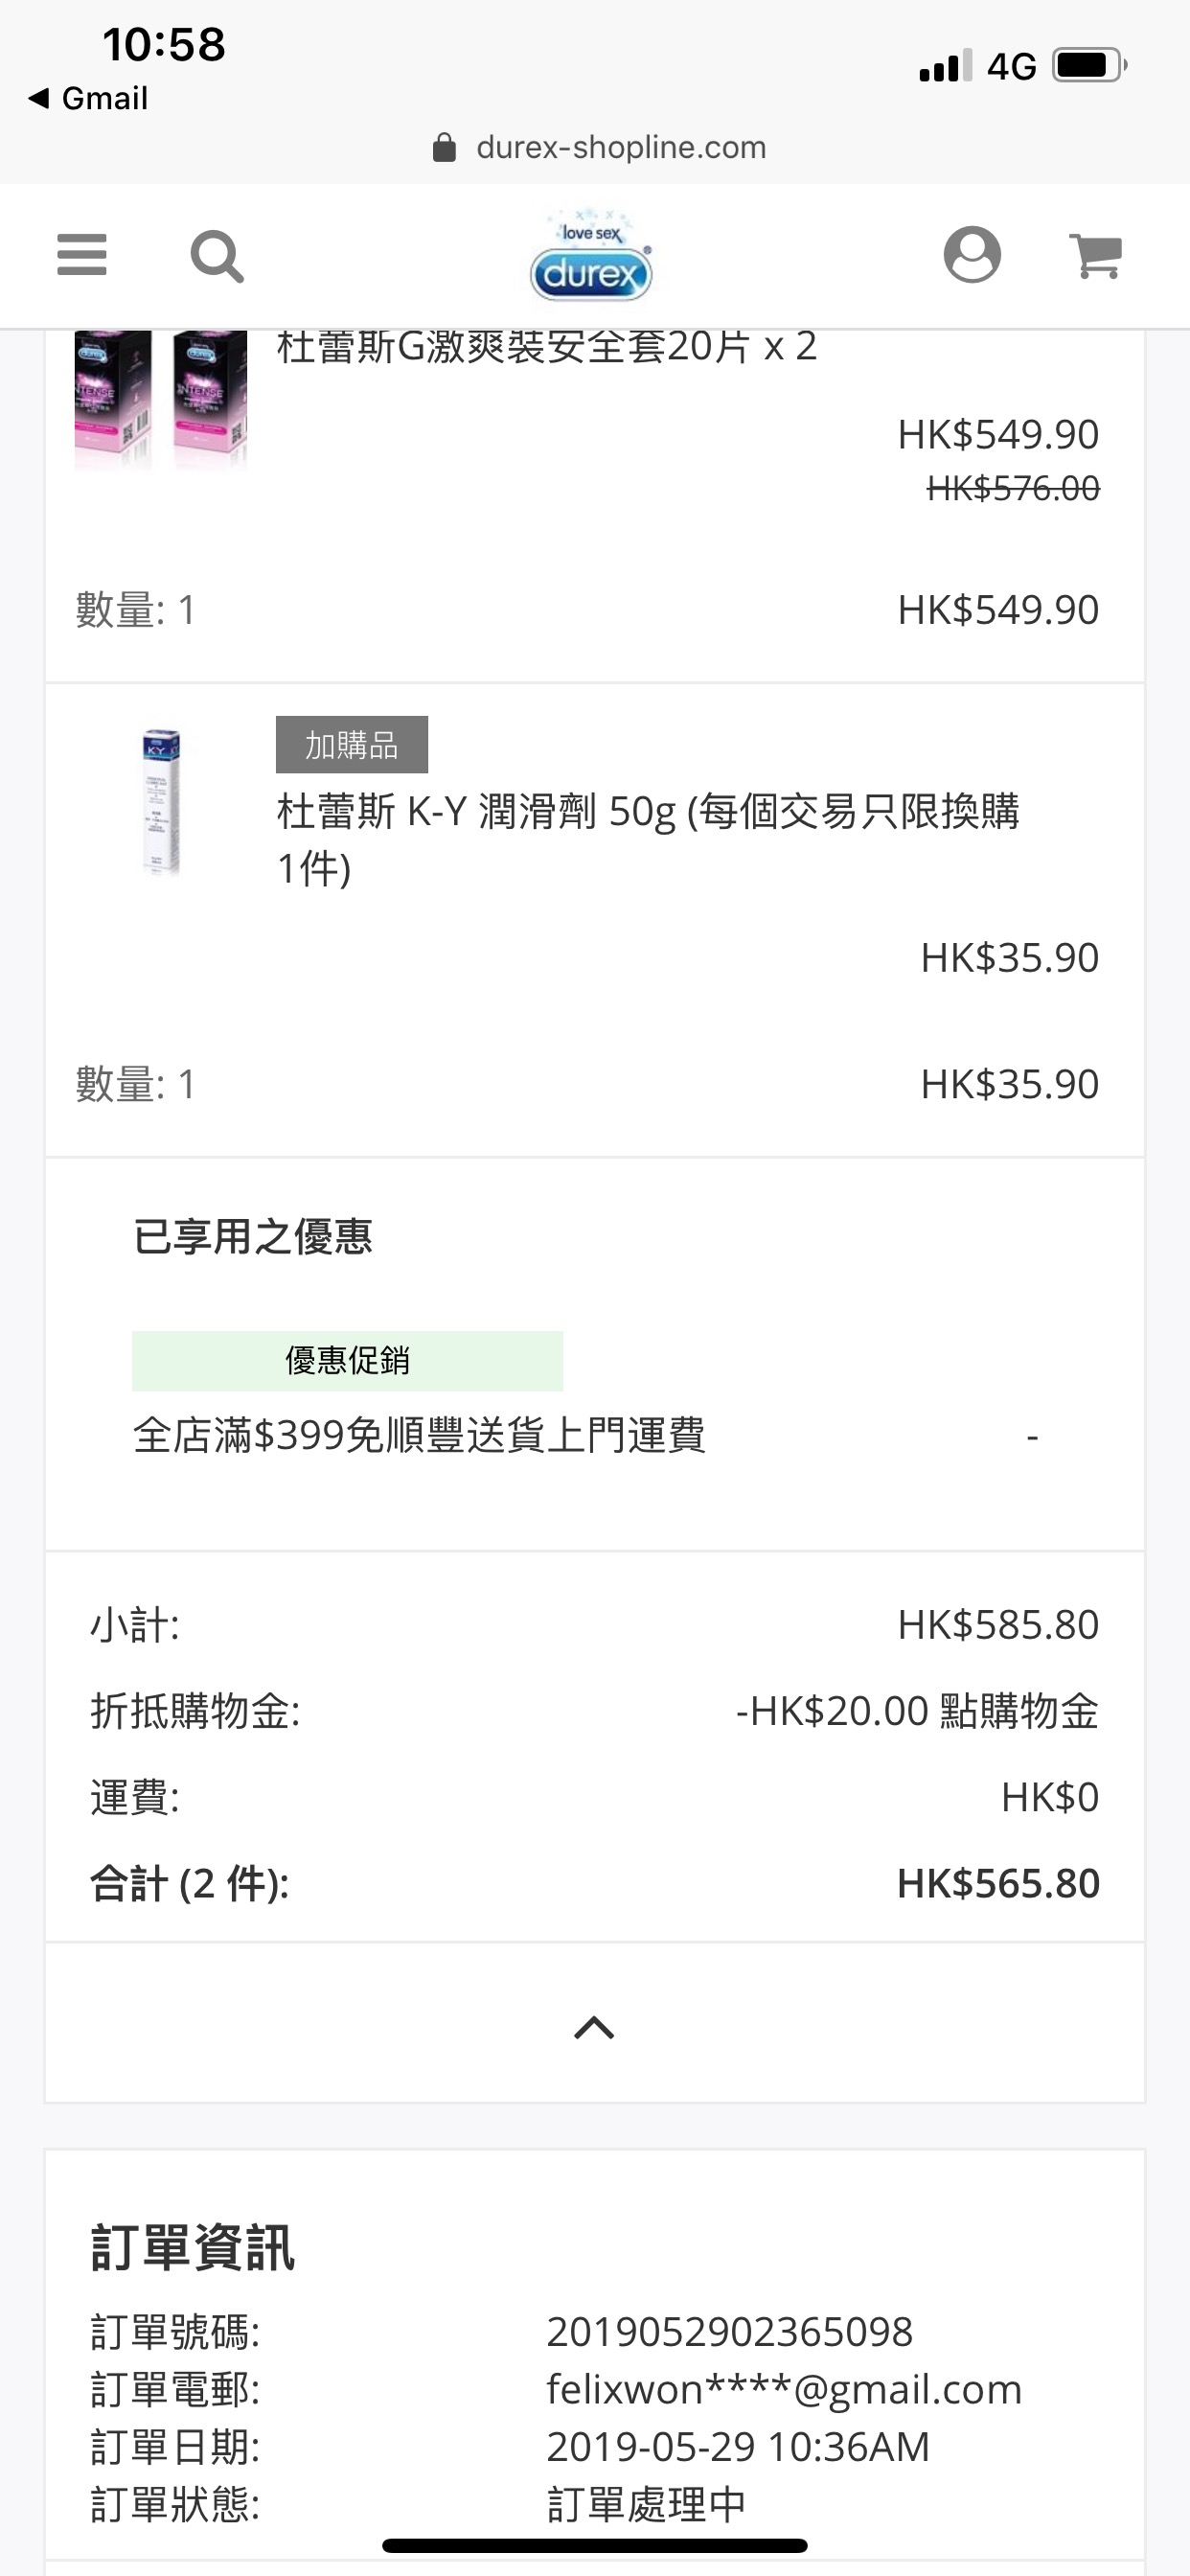 10:58
4G
Gmail
durex-shopline.com
love sex
durex
杜蕾斯G激爽裝安全套20片 x 2
durex
durex
INTENSE
INTENSE
HK$549.90
HK$576.00
數量: 1
HK$549.90
加購品
KY
杜蕾斯 K-Y 潤滑劑 50g (每個交易只限換購
1件)
HK$35.90
數量: 1
HK$35.90
已享用之優惠
優惠促銷
全店滿$399免順豐送貨上門運費
-
小計:
HK$585.80
折抵購物金:
-HK$20.00 點購物金
運費:
HK$0
合計 (2 件):
HK$565.80
訂單資訊
訂單號碼:
2019052902365098
訂單電郵:
felixwon****@gmail.com
訂單日期:
2019-05-29 10:36AM
訂單狀態:
訂單處理中